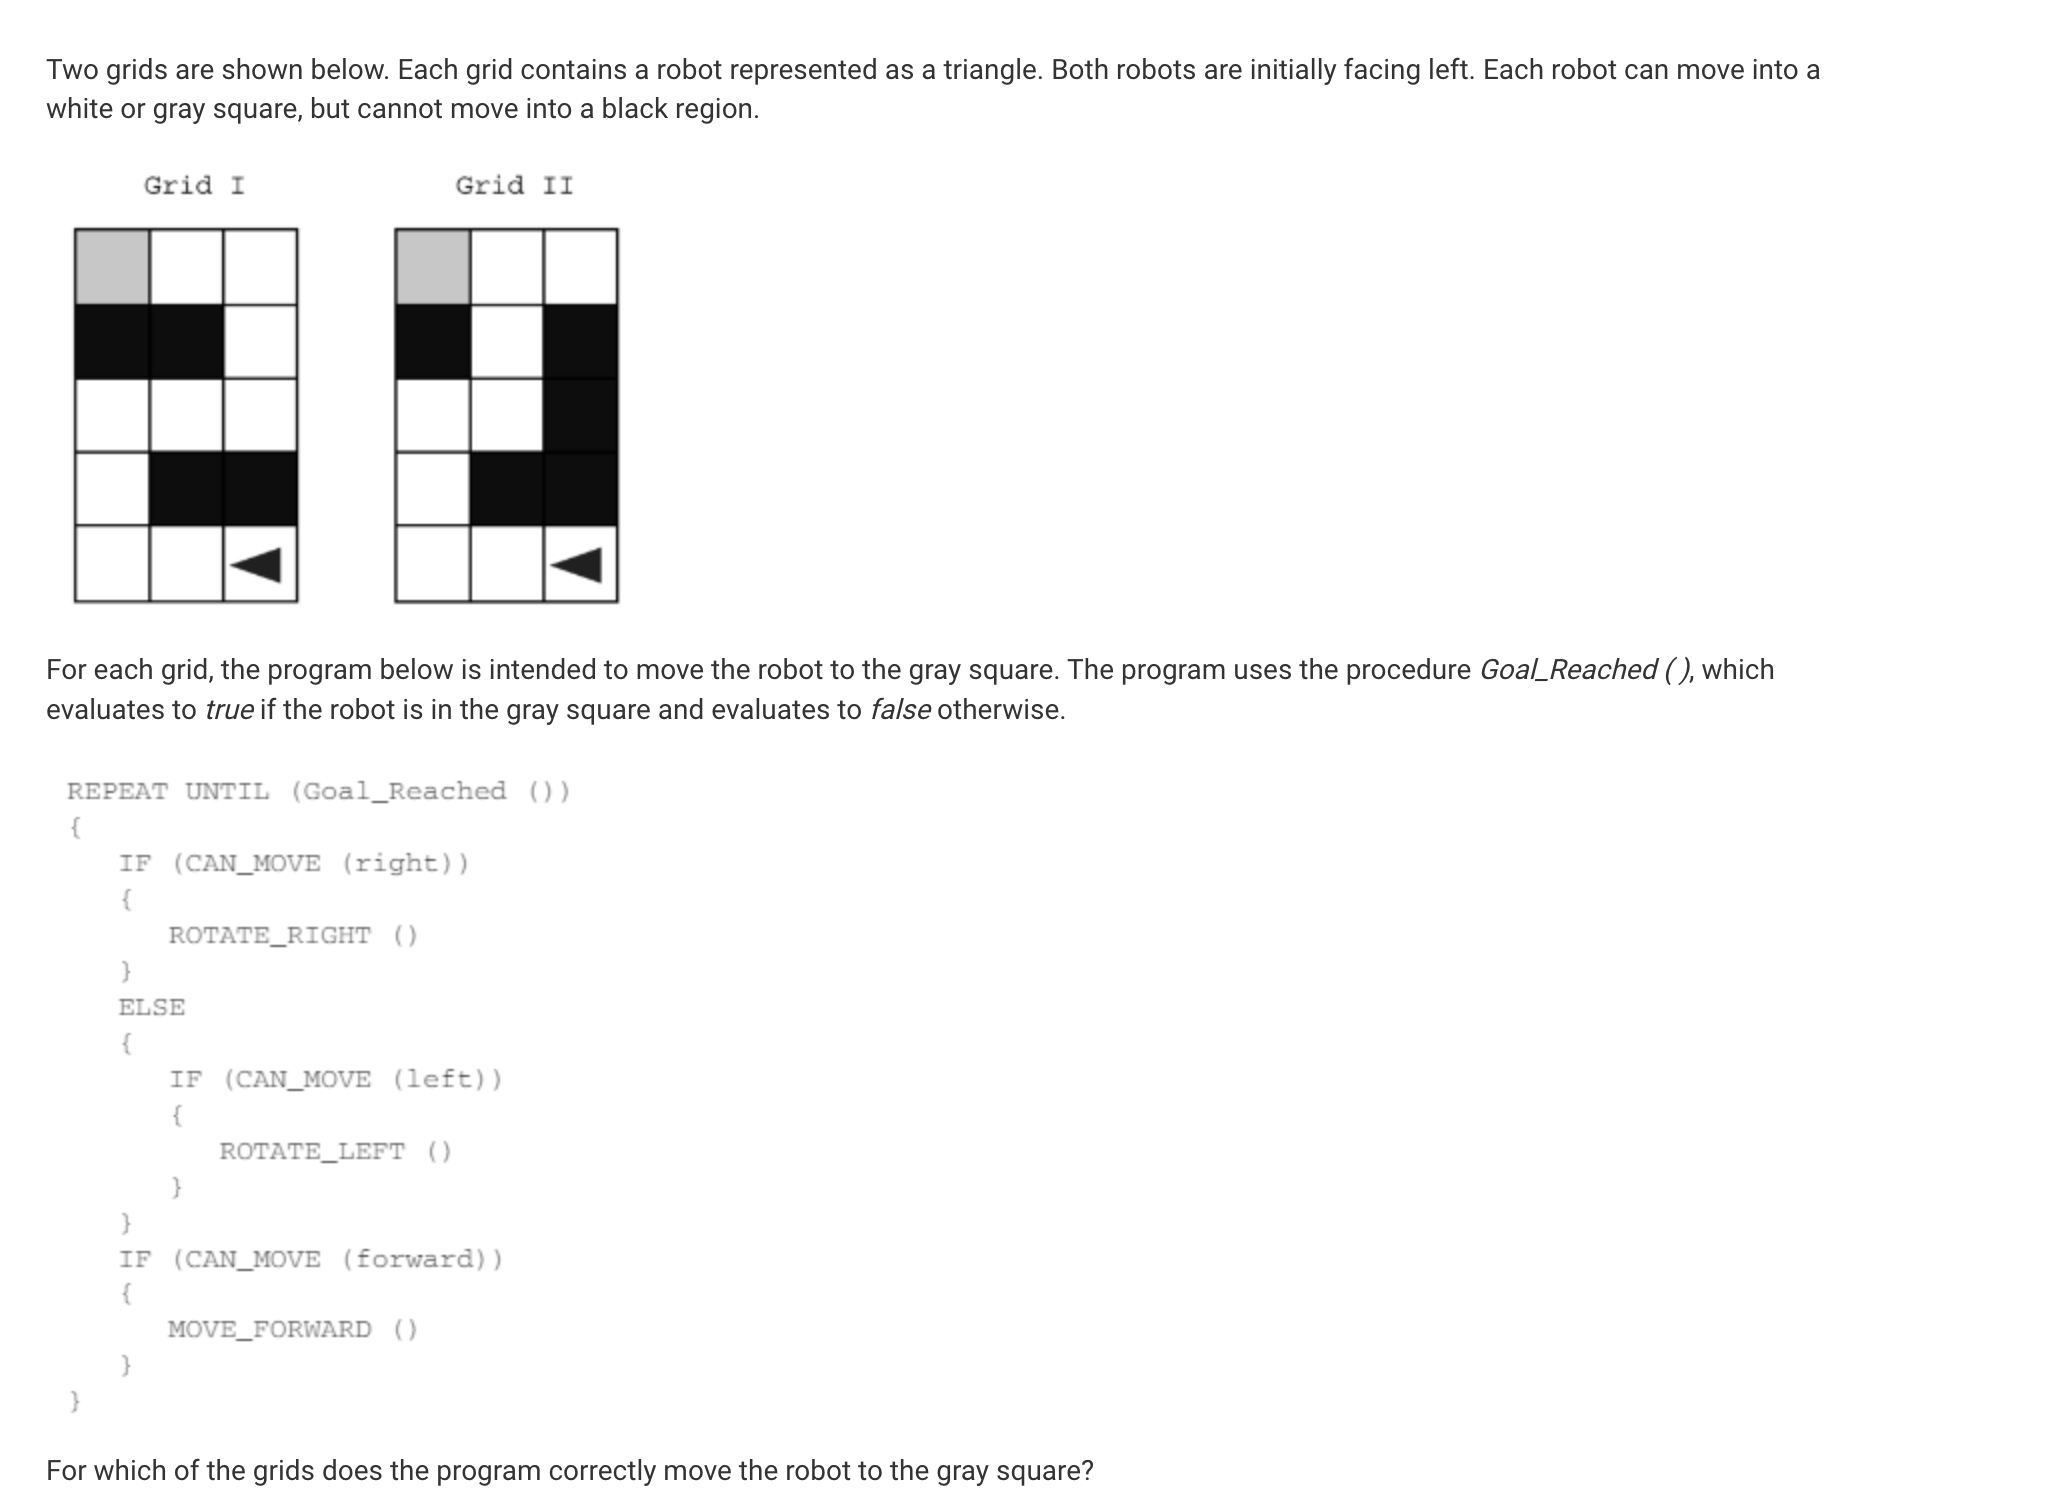 Two grids are shown below. Each grid contains a robot represented as a triangle. Both robots are initially facing left. Each robot can move into a
white or gray square, but cannot move into a black region.
Grid I
Grid II
For each grid, the program below is intended to move the robot to the gray square. The program uses the procedure Goal_Reached ( ), which
evaluates to true if the robot is in the gray square and evaluates to false otherwise.
REPEAT UNTIL (Goal_Reached ())
{
IF (CAN_MOVE (right))
{
ROTATE_RIGHT ()
}
ELSE
{
IF (CAN_MOVE (left))
{
ROTATE_LEFT ()
}
}
IF (CAN_MOVE (forward))
{
MOVE_FORWARD ()
}
}
For which of the grids does the program correctly move the robot to the gray square?